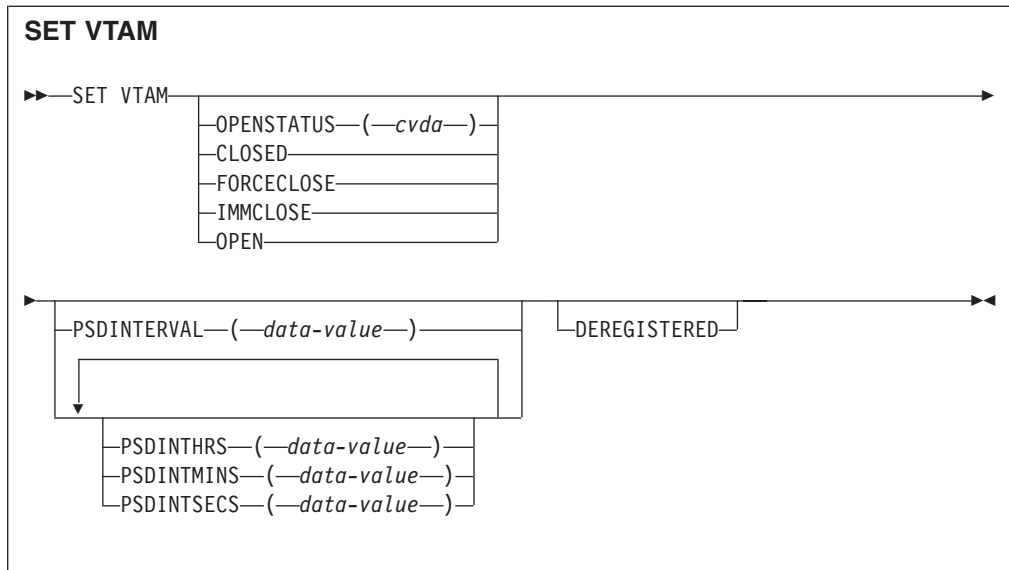 SET VTAM
SET VTAM
OPENSTATUS ( cvda )
CLOSED
FORCECLOSE
IMMCLOSE
OPEN
PSDINTERVAL ( data-value )
DEREGISTERED
PSDINTHRS ( data-value )
PSDINTMINS ( data-value )
PSDINTSECS ( data-value )